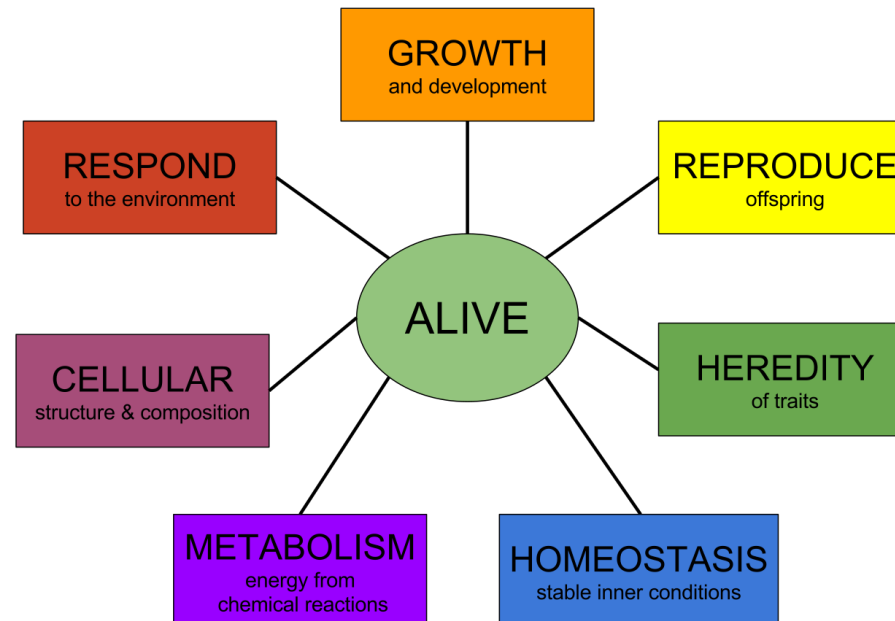 GROWTH
and development
RESPOND
to the environment
REPRODUCE
offspring
ALIVE
CELLULAR
structure & composition
HEREDITY
of traits
METABOLISM
energy from
chemical reactions
HOMEOSTASIS
stable inner conditions